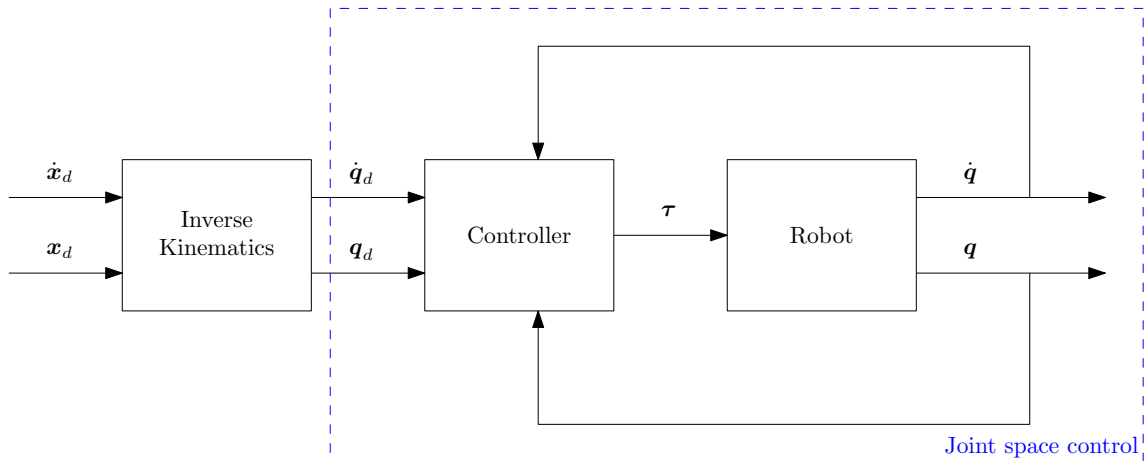 ẋ_d
q̇_d
q̇
Inverse
Kinematics
Controller
τ
Robot
x_d
q_d
q
Joint space control